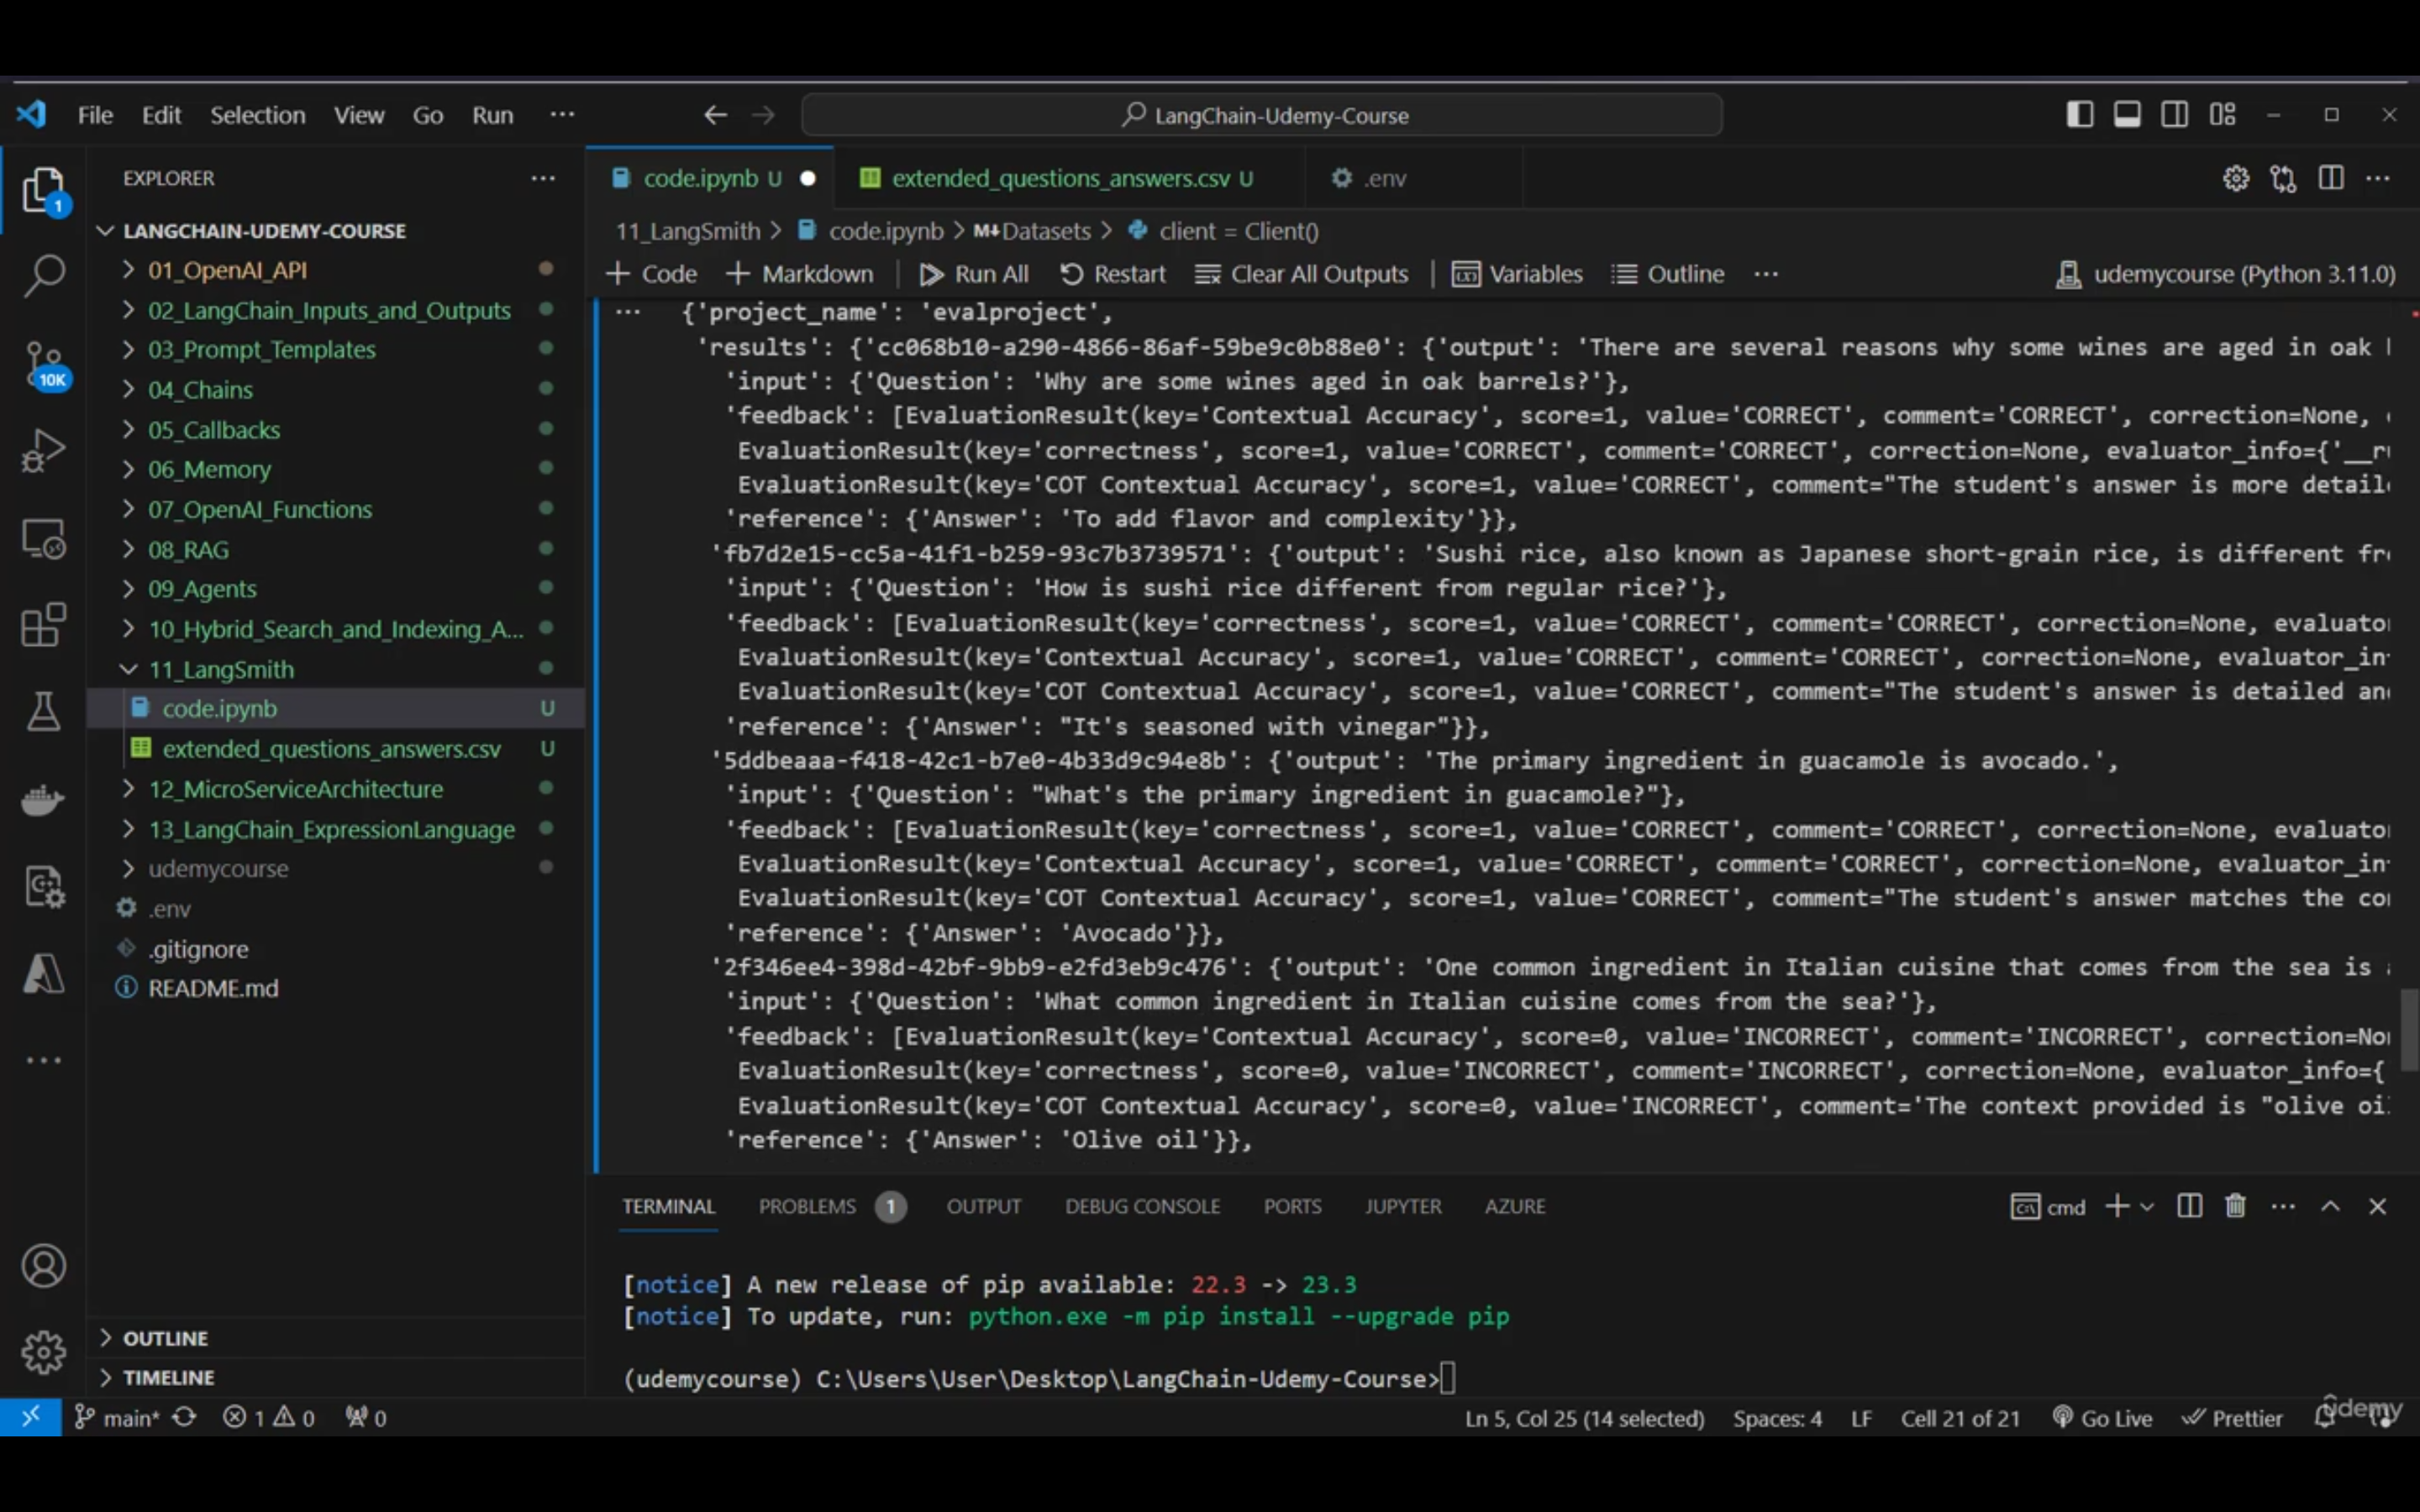 File Edit Selection View Go Run ...
LangChain-Udemy-Course
EXPLORER
LANGCHAIN-UDEMY-COURSE
01_OpenAI_API
02_LangChain_Inputs_and_Outputs
03_Prompt_Templates
04_Chains
05_Callbacks
06_Memory
07_OpenAI_Functions
08_RAG
09_Agents
10_Hybrid_Search_and_Indexing_A...
11_LangSmith
code.ipynb U
extended_questions_answers.csv U
12_MicroServiceArchitecture
13_LangChain_ExpressionLanguage
udemycourse
.env
.gitignore
README.md
OUTLINE
TIMELINE
1
10K
code.ipynb U extended_questions_answers.csv U .env
11_LangSmith > code.ipynb > M↓Datasets > client = Client()
+ Code + Markdown | Run All Restart Clear All Outputs | Variables Outline ... udemycourse (Python 3.11.0)
... {'project_name': 'evalproject',
'results': {'cc068b10-a290-4866-86af-59be9c0b88e0': {'output': 'There are several reasons why some wines are aged in oak
'input': {'Question': 'Why are some wines aged in oak barrels?'},
'feedback': [EvaluationResult(key='Contextual Accuracy', score=1, value='CORRECT', comment='CORRECT', correction=None,
EvaluationResult(key='correctness', score=1, value='CORRECT', comment='CORRECT', correction=None, evaluator_info={'__r
EvaluationResult(key='COT Contextual Accuracy', score=1, value='CORRECT', comment="The student's answer is more detail
'reference': {'Answer': 'To add flavor and complexity'}},
'fb7d2e15-cc5a-41f1-b259-93c7b3739571': {'output': 'Sushi rice, also known as Japanese short-grain rice, is different fr
'input': {'Question': 'How is sushi rice different from regular rice?'},
'feedback': [EvaluationResult(key='correctness', score=1, value='CORRECT', comment='CORRECT', correction=None, evaluato
EvaluationResult(key='Contextual Accuracy', score=1, value='CORRECT', comment='CORRECT', correction=None, evaluator_in
EvaluationResult(key='COT Contextual Accuracy', score=1, value='CORRECT', comment="The student's answer is detailed an
'reference': {'Answer': "It's seasoned with vinegar"}},
'5ddbeaaa-f418-42c1-b7e0-4b33d9c94e8b': {'output': 'The primary ingredient in guacamole is avocado.',
'input': {'Question': "What's the primary ingredient in guacamole?"},
'feedback': [EvaluationResult(key='correctness', score=1, value='CORRECT', comment='CORRECT', correction=None, evaluato
EvaluationResult(key='Contextual Accuracy', score=1, value='CORRECT', comment='CORRECT', correction=None, evaluator_in
EvaluationResult(key='COT Contextual Accuracy', score=1, value='CORRECT', comment="The student's answer matches the co
'reference': {'Answer': 'Avocado'}},
'2f346ee4-398d-42bf-9bb9-e2fd3eb9c476': {'output': 'One common ingredient in Italian cuisine that comes from the sea is
'input': {'Question': 'What common ingredient in Italian cuisine comes from the sea?'},
'feedback': [EvaluationResult(key='Contextual Accuracy', score=0, value='INCORRECT', comment='INCORRECT', correction=No
EvaluationResult(key='correctness', score=0, value='INCORRECT', comment='INCORRECT', correction=None, evaluator_info={
EvaluationResult(key='COT Contextual Accuracy', score=0, value='INCORRECT', comment='The context provided is "olive oi
'reference': {'Answer': 'Olive oil'}},
TERMINAL PROBLEMS 1 OUTPUT DEBUG CONSOLE PORTS JUPYTER AZURE cmd
[notice] A new release of pip available: 22.3 -> 23.3
[notice] To update, run: python.exe -m pip install --upgrade pip
(udemycourse) C:\Users\User\Desktop\LangChain-Udemy-Course>
main* 1 0 0 Ln 5, Col 25 (14 selected) Spaces: 4 LF Cell 21 of 21 Go Live Prettier
ûdemy